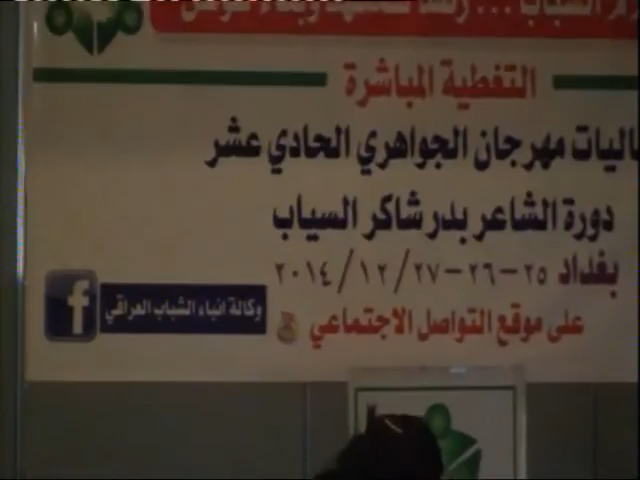 التغطية المباشرة
ـاليات مهرجان الجواهري الحادي عشر
دورة الشاعر بدر شاكر السياب
بغداد ٢٥-٢٦-٢٧/١٢/٢٠١٤
على موقع التواصل الاجتماعي
وكالة انباء الشباب العراقي
f